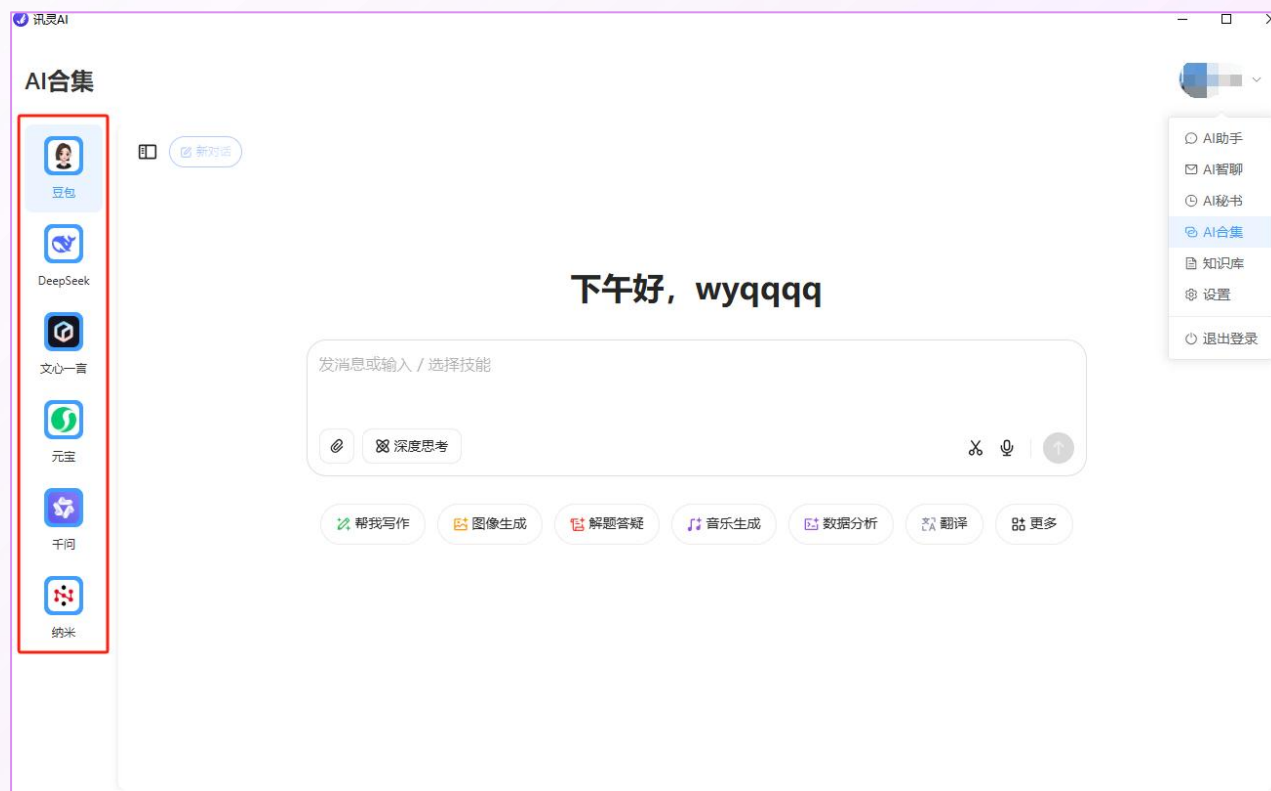 讯灵AI
AI合集
豆包
DeepSeek
文心一言
元宝
千问
纳米
新对话
下午好，wyqqqq
发消息或输入 / 选择技能
深度思考
帮我写作 图像生成 解题答疑 音乐生成 数据分析 翻译 更多
AI助手
AI智聊
AI秘书
AI合集
知识库
设置
退出登录